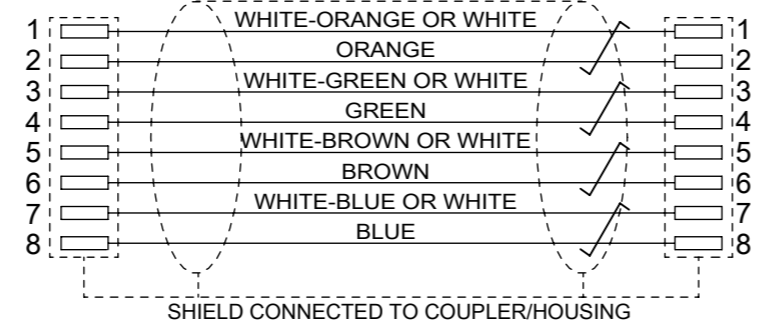 1 WHITE-ORANGE OR WHITE 1
2 ORANGE 2
3 WHITE-GREEN OR WHITE 3
4 GREEN 4
5 WHITE-BROWN OR WHITE 5
6 BROWN 6
7 WHITE-BLUE OR WHITE 7
8 BLUE 8
SHIELD CONNECTED TO COUPLER/HOUSING